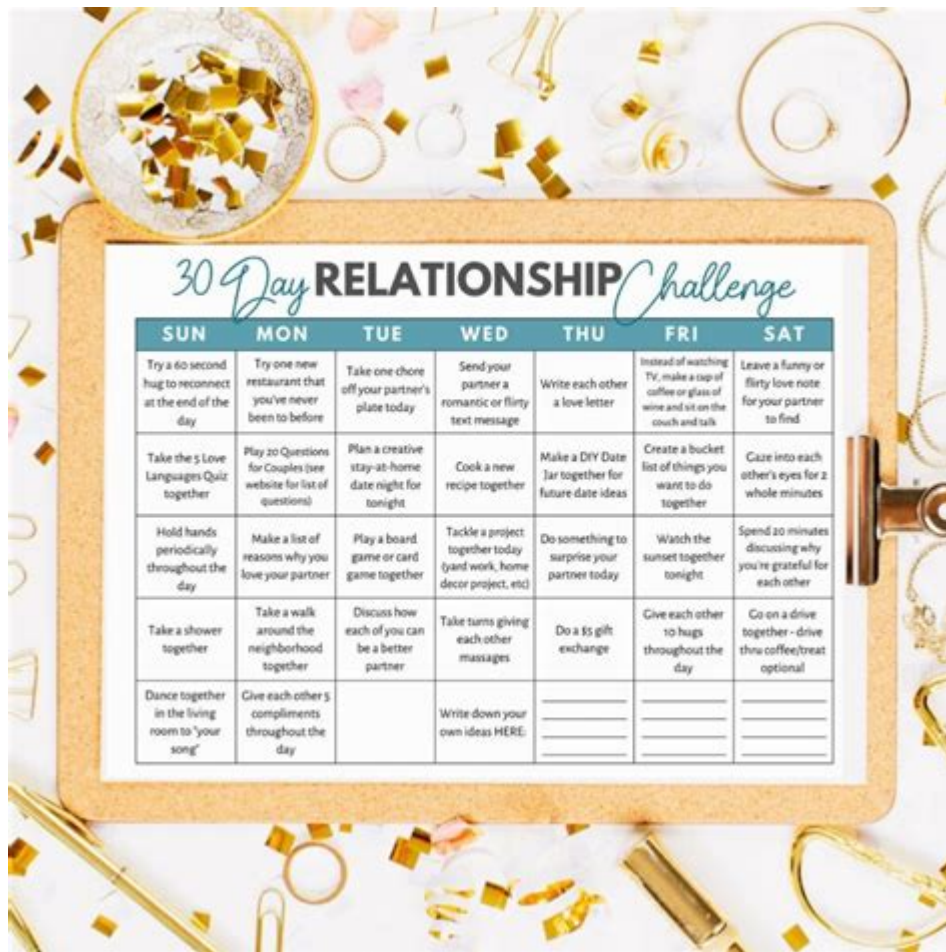 30 Day RELATIONSHIP Challenge
SUN MON TUE WED THU FRI SAT
Try a 60 second
hug to reconnect
at the end of the
day
Try one new
restaurant that
you've never
been to before
Take one chore
off your partner's
plate today
Send your
partner a
romantic or flirty
text message
Write each other
a love letter
Instead of watching
TV, make a cup of
coffee or glass of
wine and sit on the
couch and talk
Leave a funny or
flirty love note
for your partner
to find
Take the 5 Love
Languages Quiz
together
Play 20 Questions
for Couples (see
website for list of
questions)
Plan a creative
stay-at-home
date night for
tonight
Cook a new
recipe together
Make a DIY Date
Jar together for
future date ideas
Create a bucket
list of things you
want to do
together
Gaze into each
other's eyes for 2
whole minutes
Hold hands
periodically
throughout the
day
Make a list of
reasons why you
love your partner
Play a board
game or card
game together
Tackle a project
together today
(yard work, home
decor project, etc)
Do something to
surprise your
partner today
Watch the
sunset together
tonight
Spend 20 minutes
discussing why
you're grateful for
each other
Take a shower
together
Take a walk
around the
neighborhood
together
Discuss how
each of you can
be a better
partner
Take turns giving
each other
massages
Do a $5 gift
exchange
Give each other
10 hugs
throughout the
day
Go on a drive
together - drive
thru coffee/treat
optional
Dance together
in the living
room to "your
song"
Give each other 5
compliments
throughout the
day
Write down your
own ideas HERE: